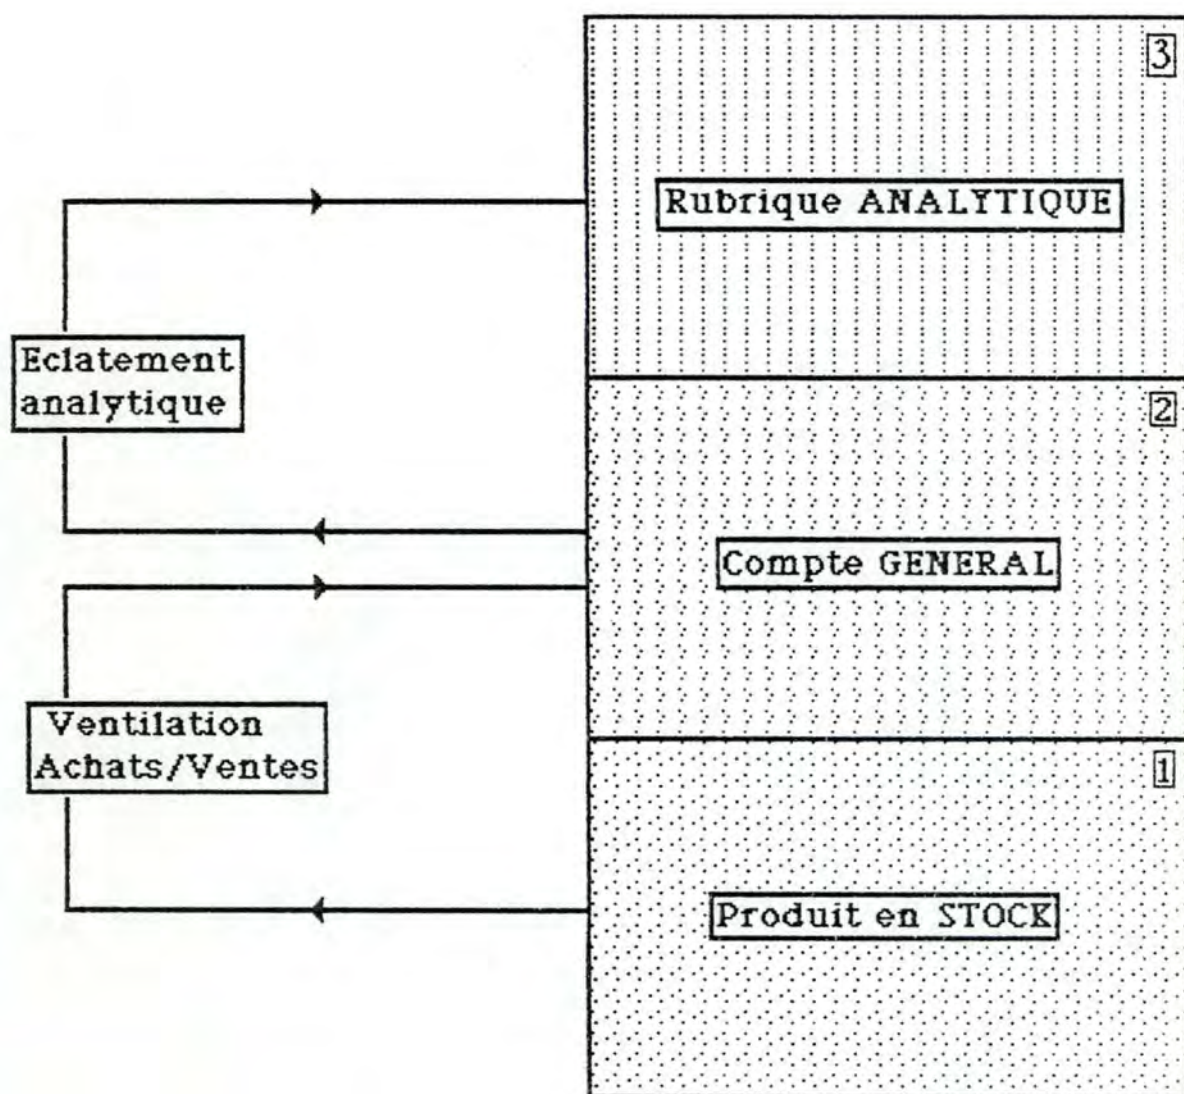 3
Rubrique ANALYTIQUE
Eclatement
analytique
2
Compte GENERAL
Ventilation
Achats/Ventes
1
Produit en STOCK